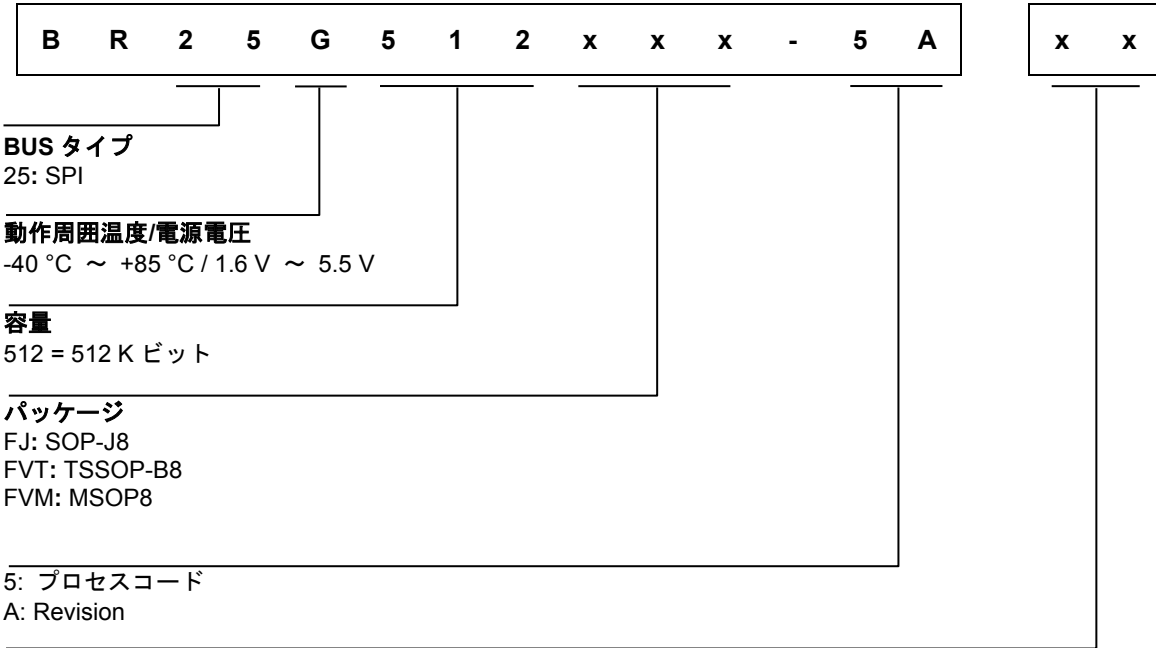 B R 2 5 G 5 1 2 x x x - 5 A x x
BUS タイプ
25: SPI
動作周囲温度/電源電圧
-40 °C ～ +85 °C / 1.6 V ～ 5.5 V
容量
512 = 512 K ビット
パッケージ
FJ: SOP-J8
FVT: TSSOP-B8
FVM: MSOP8
5: プロセスコード
A: Revision